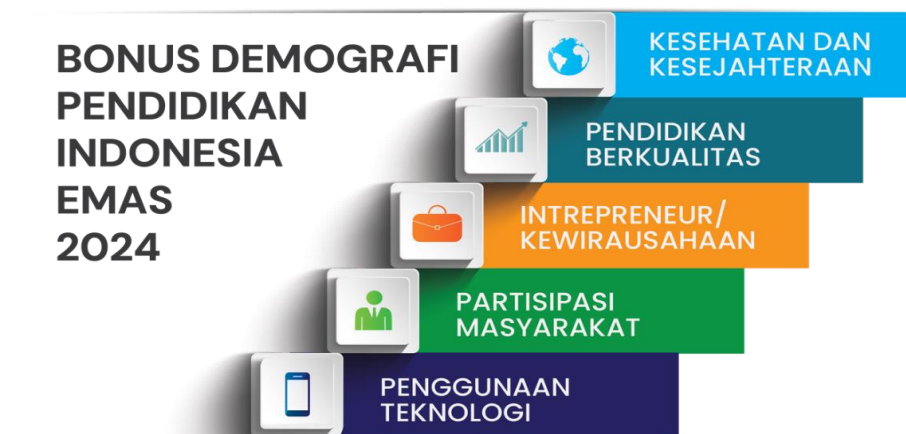 BONUS DEMOGRAFI
PENDIDIKAN
INDONESIA
EMAS
2024
KESEHATAN DAN
KESEJAHTERAAN
PENDIDIKAN
BERKUALITAS
INTREPRENEUR/
KEWIRAUSAHAAN
PARTISIPASI
MASYARAKAT
PENGGUNAAN
TEKNOLOGI